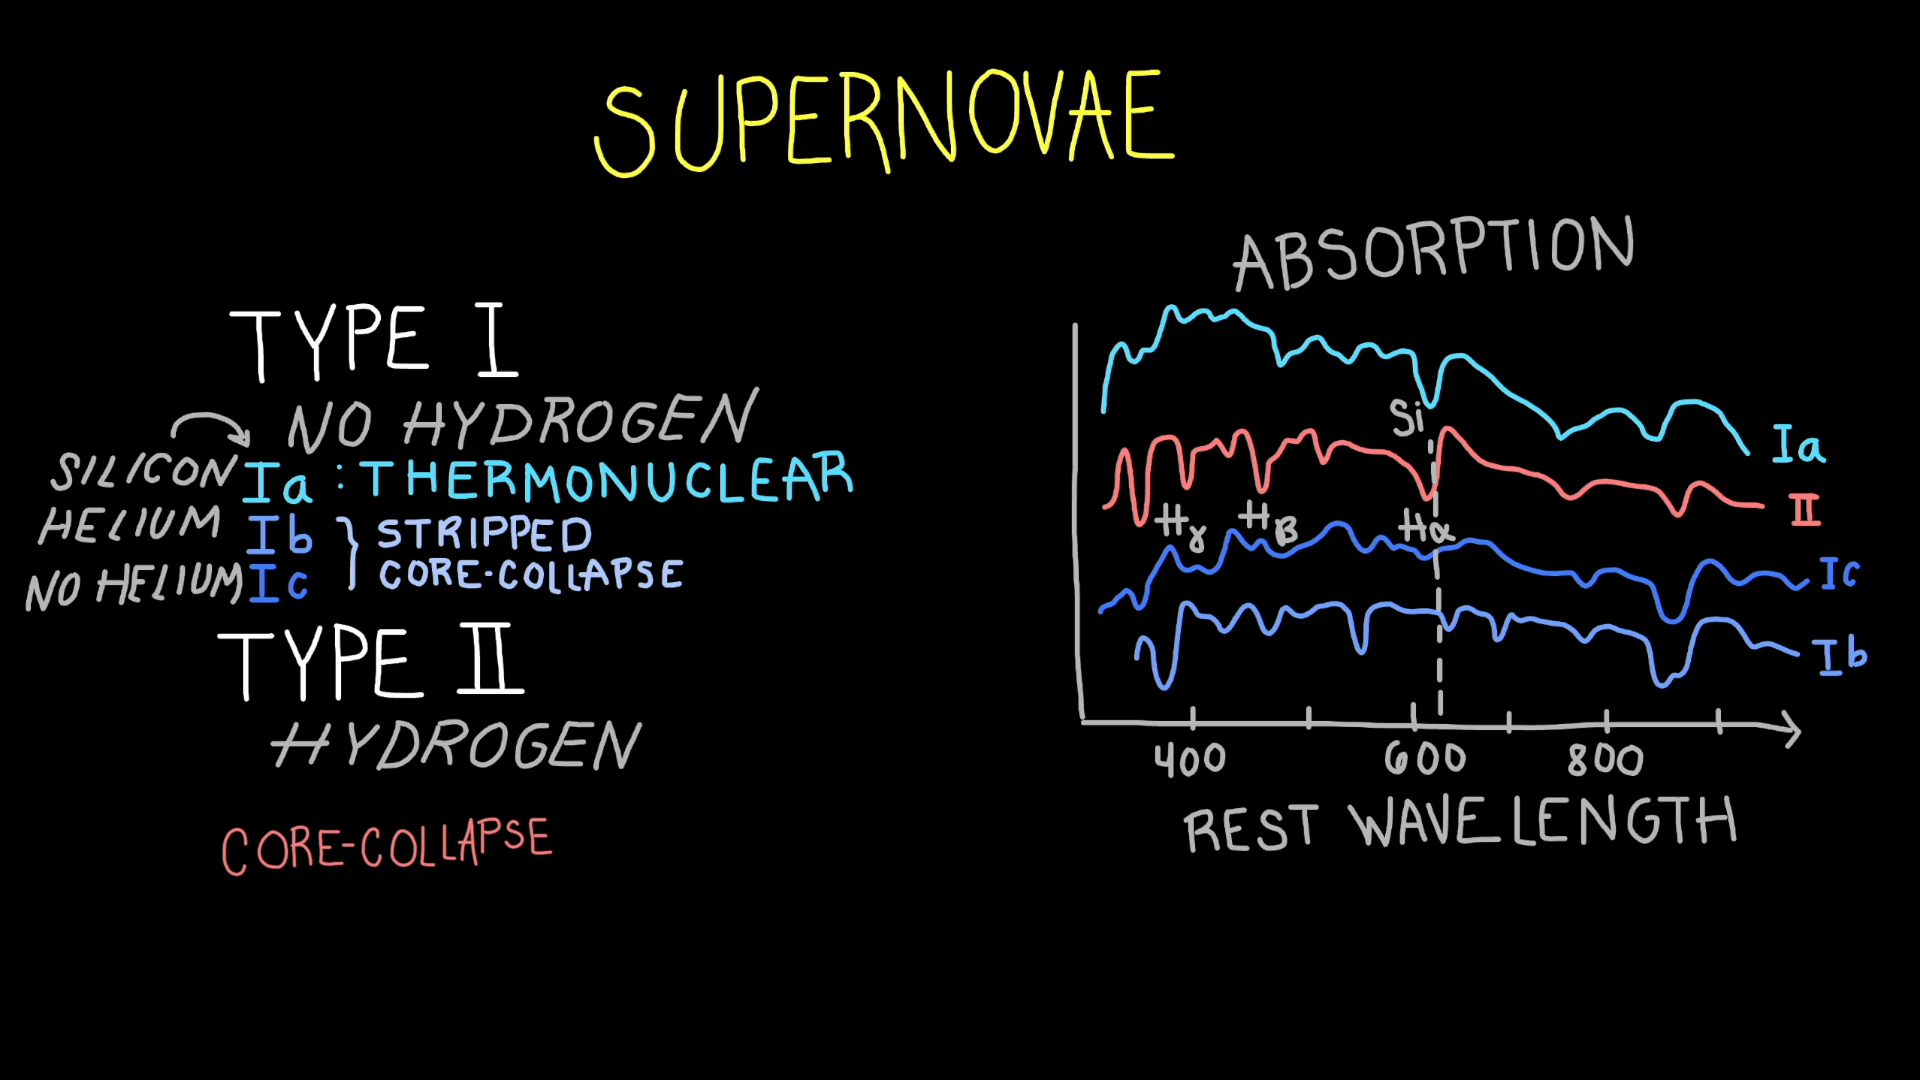 SUPERNOVAE
TYPE I
NO HYDROGEN
SILICON Ia : THERMONUCLEAR
HELIUM Ib } STRIPPED
NO HELIUM Ic CORE-COLLAPSE
TYPE II
HYDROGEN
CORE-COLLAPSE
ABSORPTION
Si
Ia
II
Hγ Hβ Hα
Ic
Ib
400 600 800
REST WAVELENGTH